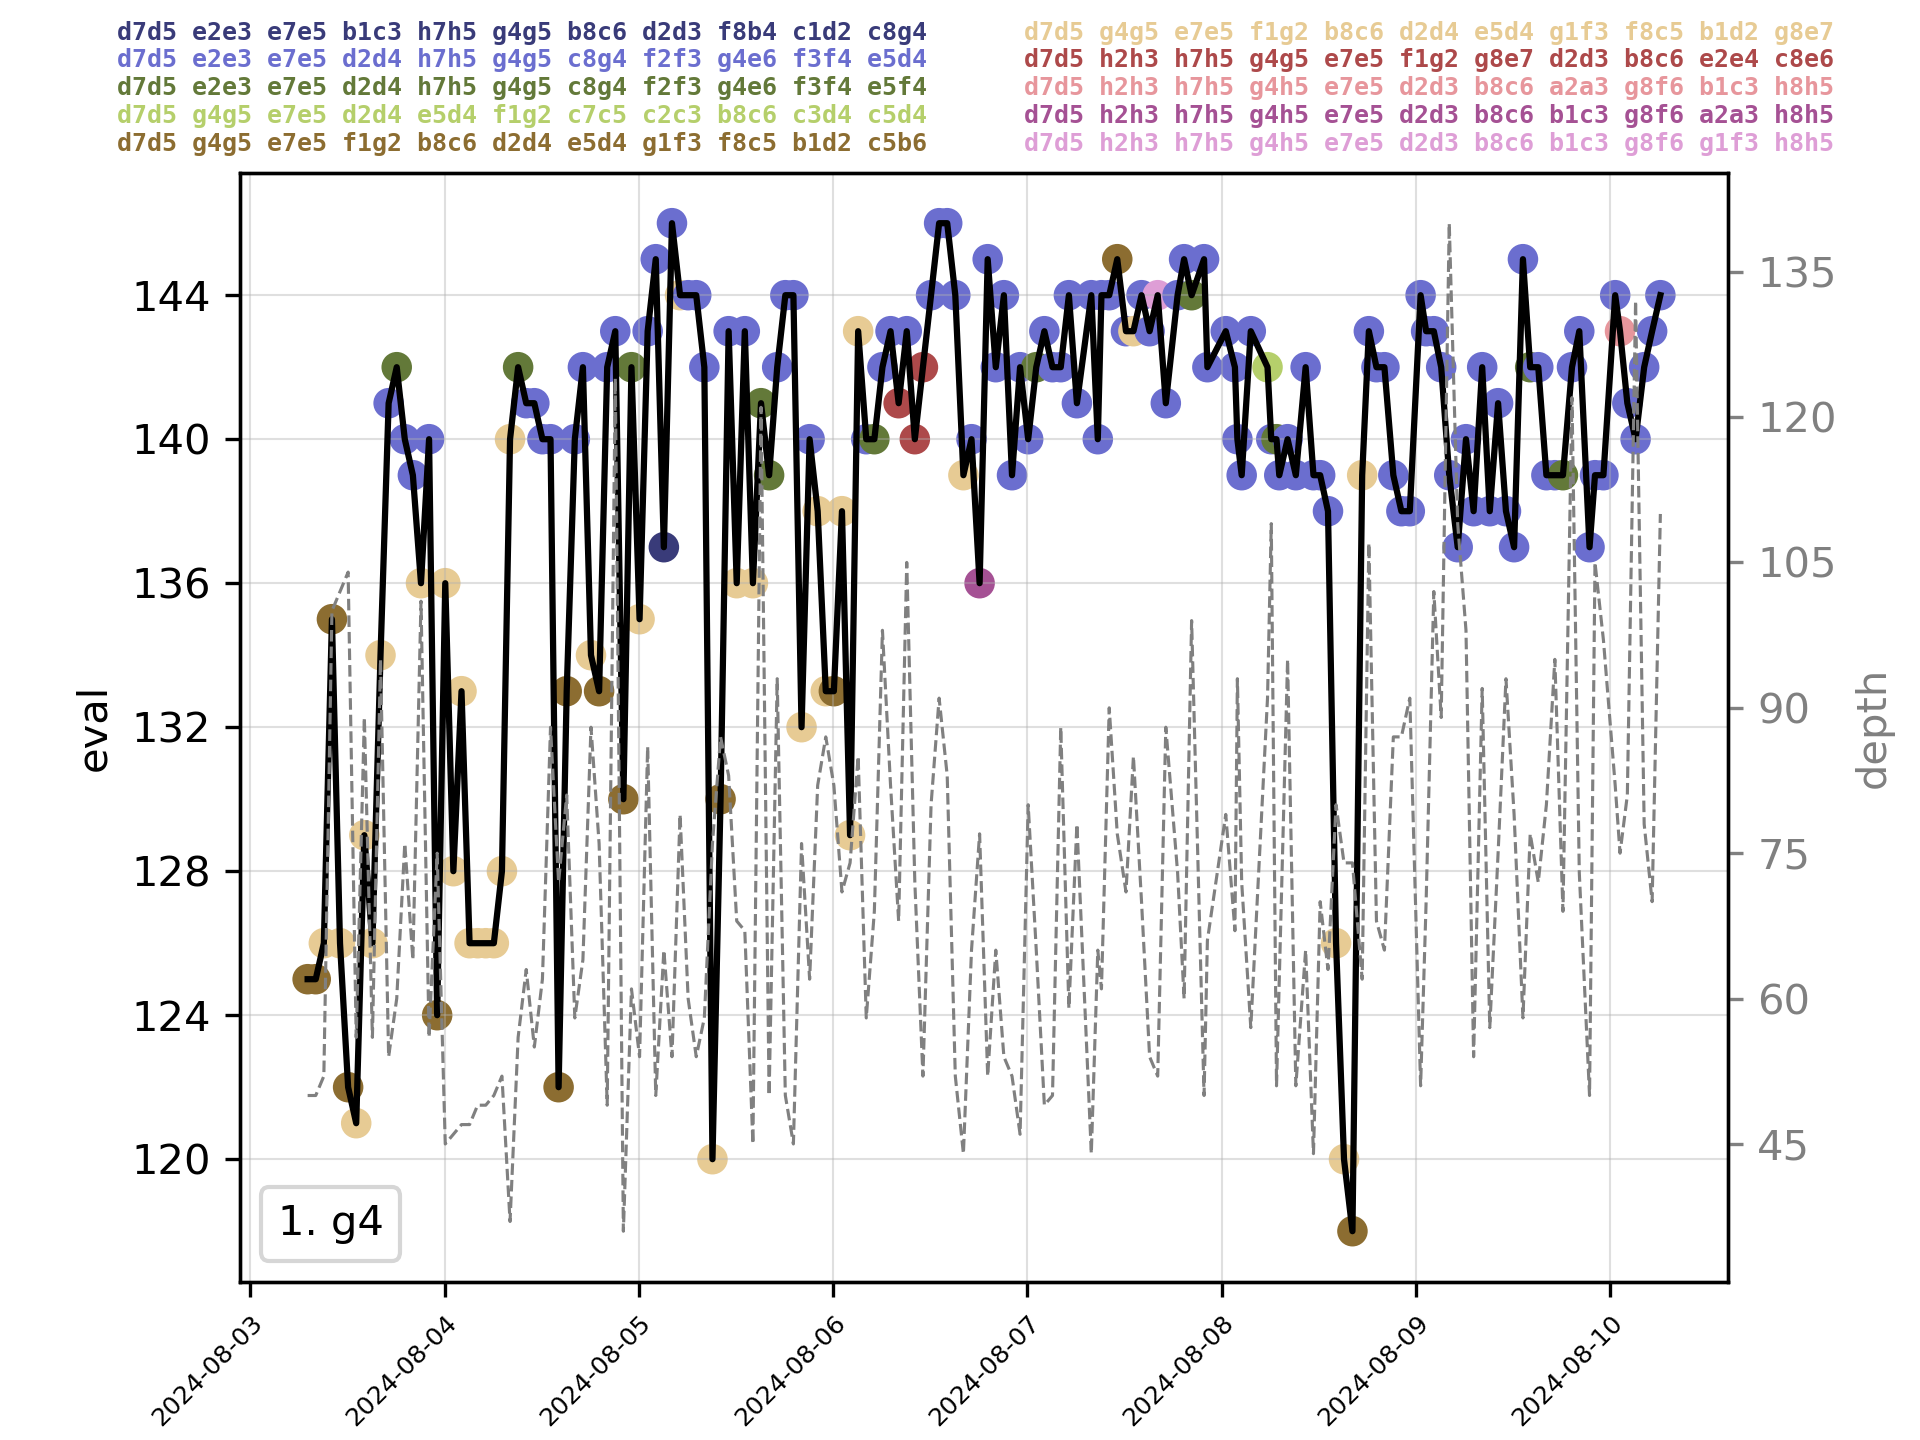 d7d5 e2e3 e7e5 b1c3 h7h5 g4g5 b8c6 d2d3 f8b4 c1d2 c8g4
d7d5 e2e3 e7e5 d2d4 h7h5 g4g5 c8g4 f2f3 g4e6 f3f4 e5d4
d7d5 e2e3 e7e5 d2d4 h7h5 g4g5 c8g4 f2f3 g4e6 f3f4 e5f4
d7d5 g4g5 e7e5 d2d4 e5d4 f1g2 c7c5 c2c3 b8c6 c3d4 c5d4
d7d5 g4g5 e7e5 f1g2 b8c6 d2d4 e5d4 g1f3 f8c5 b1d2 c5b6
d7d5 g4g5 e7e5 f1g2 b8c6 d2d4 e5d4 g1f3 f8c5 b1d2 g8e7
d7d5 h2h3 h7h5 g4g5 e7e5 f1g2 g8e7 d2d3 b8c6 e2e4 c8e6
d7d5 h2h3 h7h5 g4h5 e7e5 d2d3 b8c6 a2a3 g8f6 b1c3 h8h5
d7d5 h2h3 h7h5 g4h5 e7e5 d2d3 b8c6 b1c3 g8f6 a2a3 h8h5
d7d5 h2h3 h7h5 g4h5 e7e5 d2d3 b8c6 b1c3 g8f6 g1f3 h8h5
eval
144
140
136
132
128
124
120
1. g4
135
120
105
90
75
60
45
depth
2024-08-03
2024-08-04
2024-08-05
2024-08-06
2024-08-07
2024-08-08
2024-08-09
2024-08-10